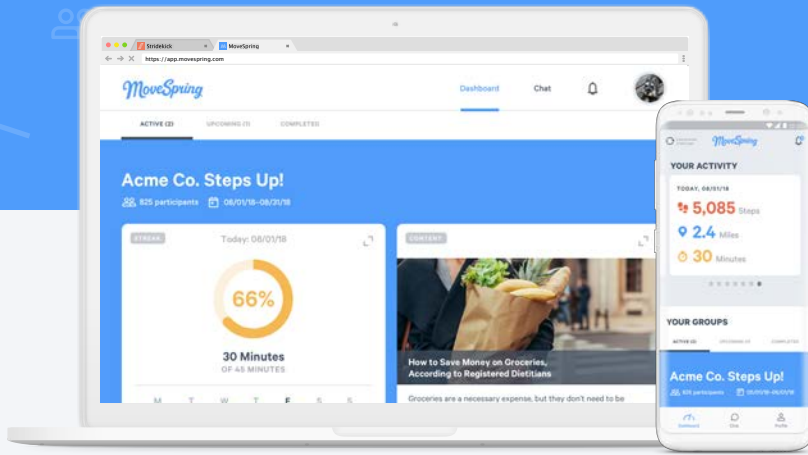 Stridekick
MoveSpring
https://app.movespring.com
MoveSpring
Dashboard
Chat
ACTIVE (2)
UPCOMING (1)
COMPLETED
Acme Co. Steps Up!
825 participants
08/01/18-08/31/18
STREAK
Today: 08/01/18
66%
30 Minutes
OF 45 MINUTES
M T W T F S S
CONTENT
How to Save Money on Groceries,
According to Registered Dietitians
Groceries are a necessary expense, but they don't need to be
MoveSpring
YOUR ACTIVITY
TODAY, 08/01/18
5,085 Steps
2.4 Miles
30 Minutes
YOUR GROUPS
ACTIVE (2)
UPCOMING (1)
COMPLETED
Acme Co. Steps Up!
825 participants
08/01/18-08/31/18
Dashboard
Chat
Profile